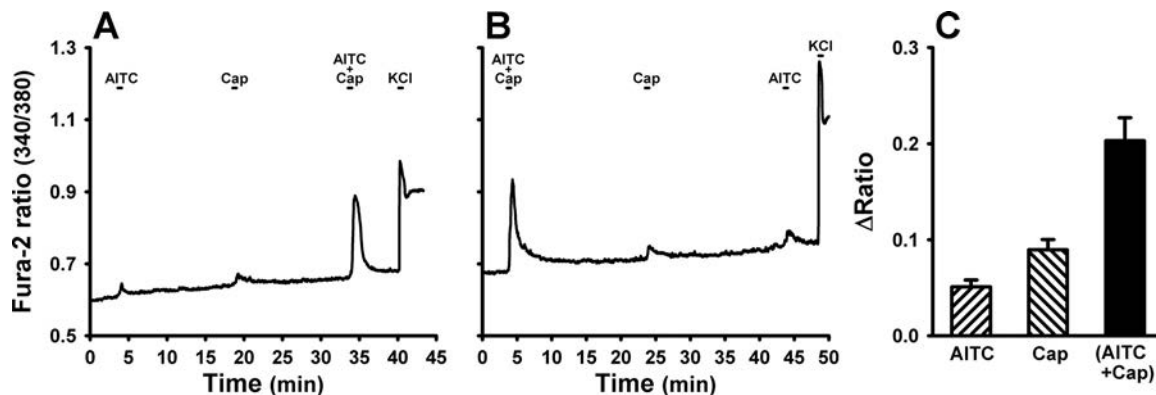 A
1.3
1.1
0.9
0.7
0.5
Fura-2 ratio (340/380)
AITC
Cap
AITC
+
Cap
KCl
0 5 10 15 20 25 30 35 40 45
Time (min)
B
AITC
+
Cap
Cap
AITC
KCl
0 5 10 15 20 25 30 35 40 45 50
Time (min)
C
0.3
0.2
0.1
0.0
ΔRatio
AITC
Cap
(AITC
+Cap)